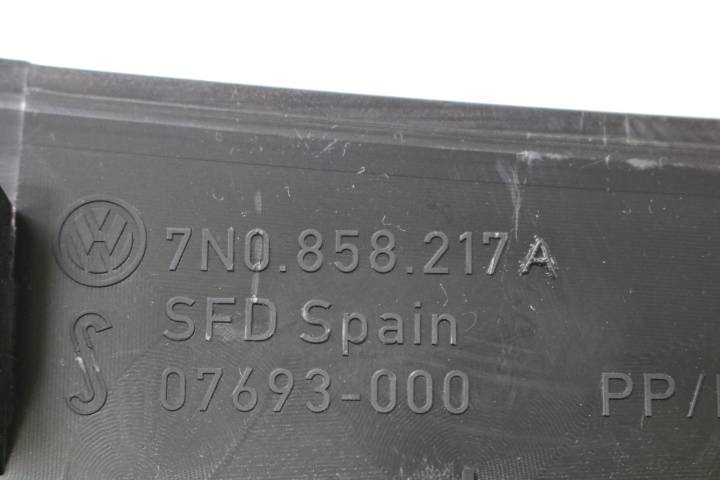 7N0.858.217 A
SFD Spain
07693-000 PP/